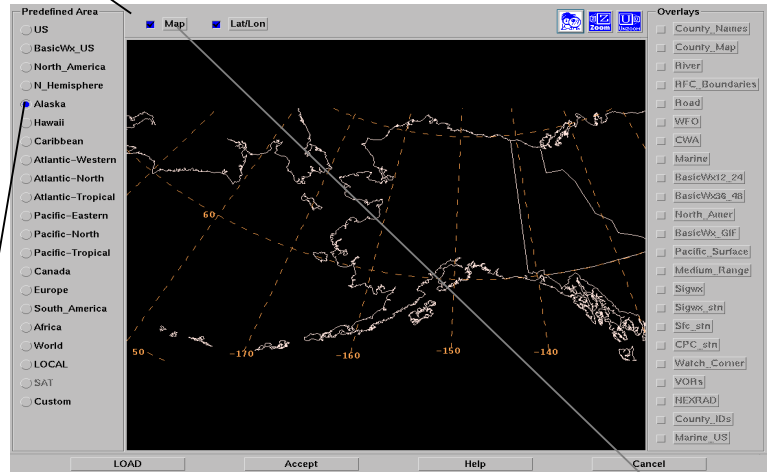 Predefined Area
US
BasicWx_US
North_America
N_Hemisphere
Alaska
Hawaii
Caribbean
Atlantic-Western
Atlantic-North
Atlantic-Tropical
Pacific-Eastern
Pacific-North
Pacific-Tropical
Canada
Europe
South_America
Africa
World
LOCAL
SAT
Custom
Map
Lat/Lon
Z
Zoom
U
UNZOOM
60
50
-170
-160
-150
-140
Overlays
County_Names
County_Map
River
RFC_Boundaries
Road
WFO
CWA
Marine
BasicWx12_24
BasicWx36_48
North_Amer
BasicWx_GIF
Pacific_Surface
Medium_Range
Sigwx
Sigwx_stn
Sfc_stn
CPC_stn
Watch_Corner
VORs
NEXRAD
County_IDs
Marine_US
LOAD
Accept
Help
Cancel